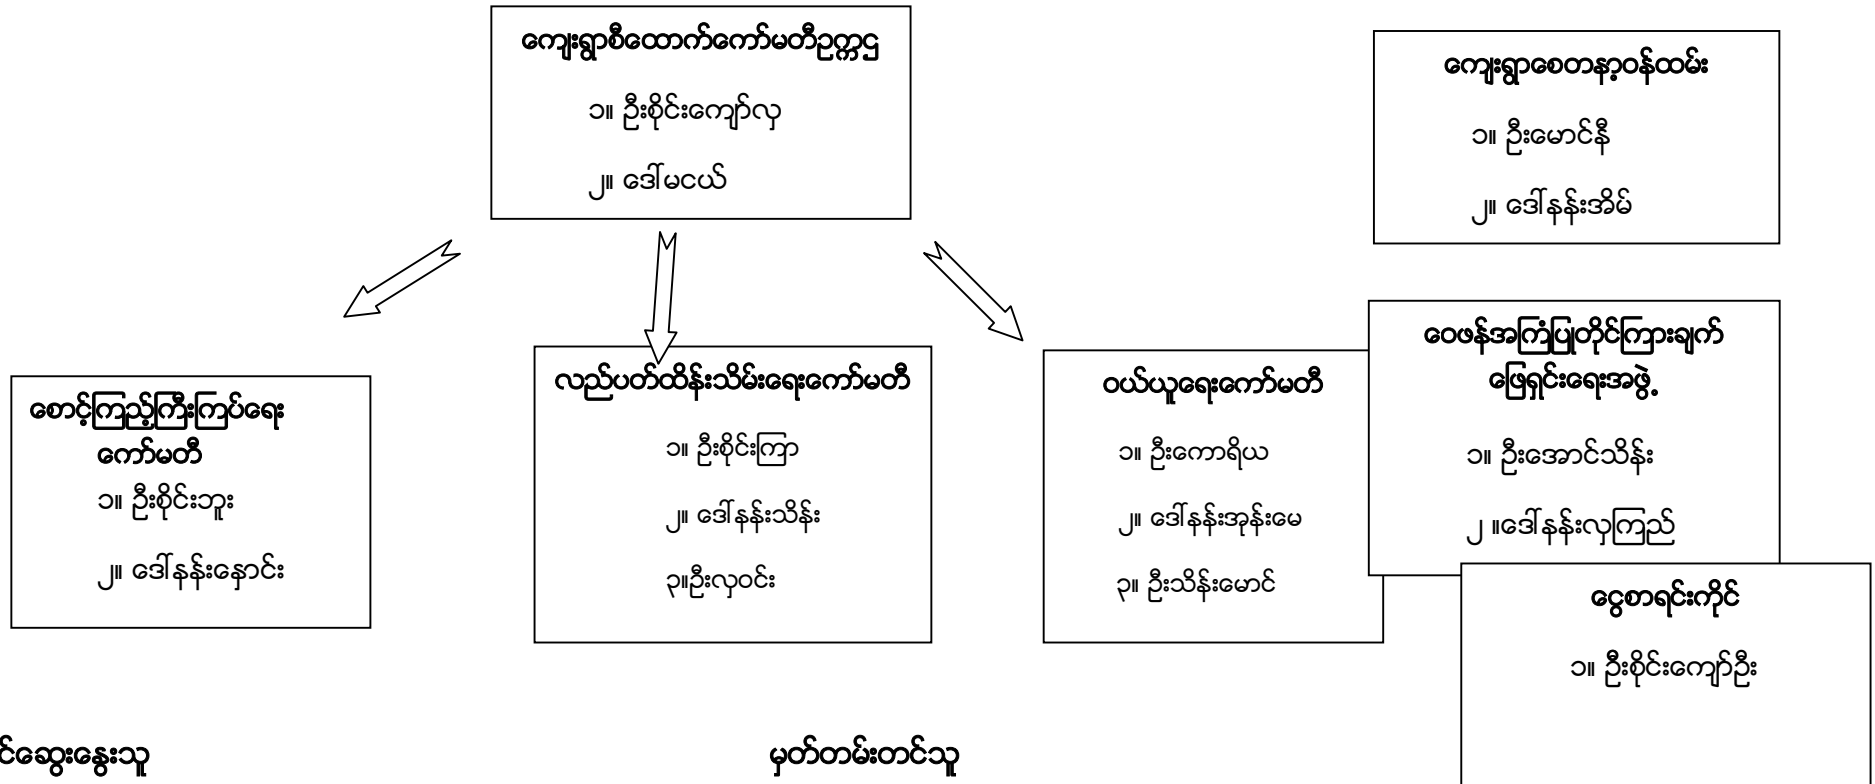 ကျေးရွာစီထောက်ကော်မတီဥက္ကဌ
၁။ ဦးစိုင်းကျော်လှ
၂။ ဒေါ်မငယ်
ကျေးရွာစေတနာ့ဝန်ထမ်း
၁။ ဦးမောင်နီ
၂။ ဒေါ်နန်းအိမ်
စောင့်ကြည့်ကြီးကြပ်ရေး
ကော်မတီ
၁။ ဦးစိုင်းဘူး
၂။ ဒေါ်နန်းနှောင်း
လည်ပတ်ထိန်းသိမ်းရေးကော်မတီ
၁။ ဦးစိုင်းကြာ
၂။ ဒေါ်နန်းသိန်း
၃။ဦးလှဝင်း
ဝယ်ယူရေးကော်မတီ
၁။ ဦးကောရိယ
၂။ ဒေါ်နန်းအုန်းမေ
၃။ ဦးသိန်းမောင်
ဝေဖန်အကြံပြုတိုင်ကြားချက်
ဖြေရှင်းရေးအဖွဲ့
၁။ ဦးအောင်သိန်း
၂ ။ဒေါ်နန်းလှကြည်
ငွေစာရင်းကိုင်
၁။ ဦးစိုင်းကျော်ဦး
င်ဆွေးနွေးသူ
မှတ်တမ်းတင်သူ